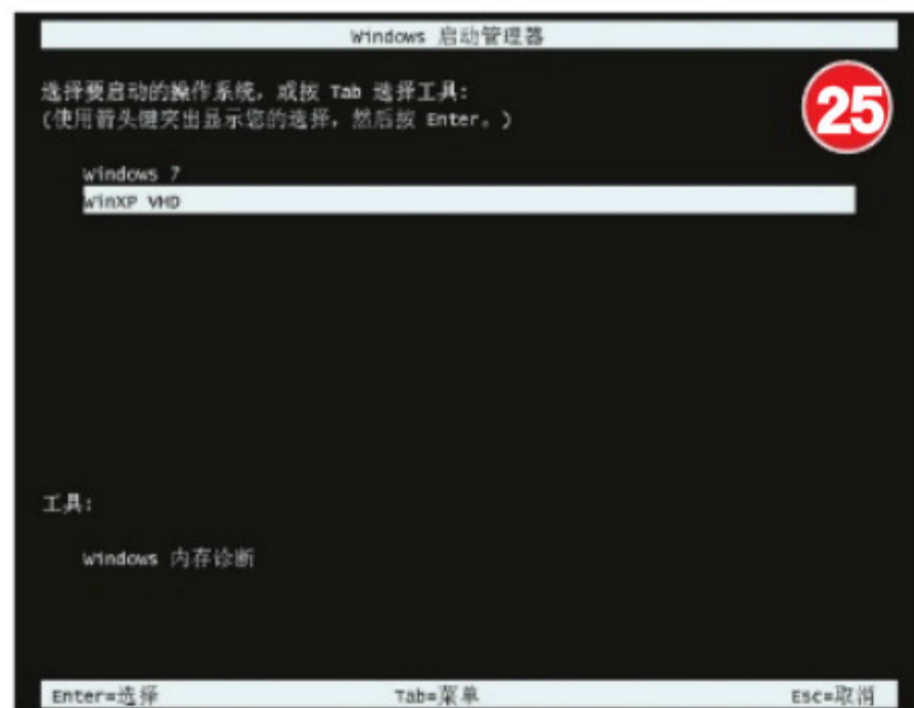 Windows 启动管理器
选择要启动的操作系统，或按 Tab 选择工具:
(使用箭头键突出显示您的选择，然后按 Enter。)
25
Windows 7
WinXP VHD
工具:
Windows 内存诊断
Enter=选择 Tab=菜单 Esc=取消